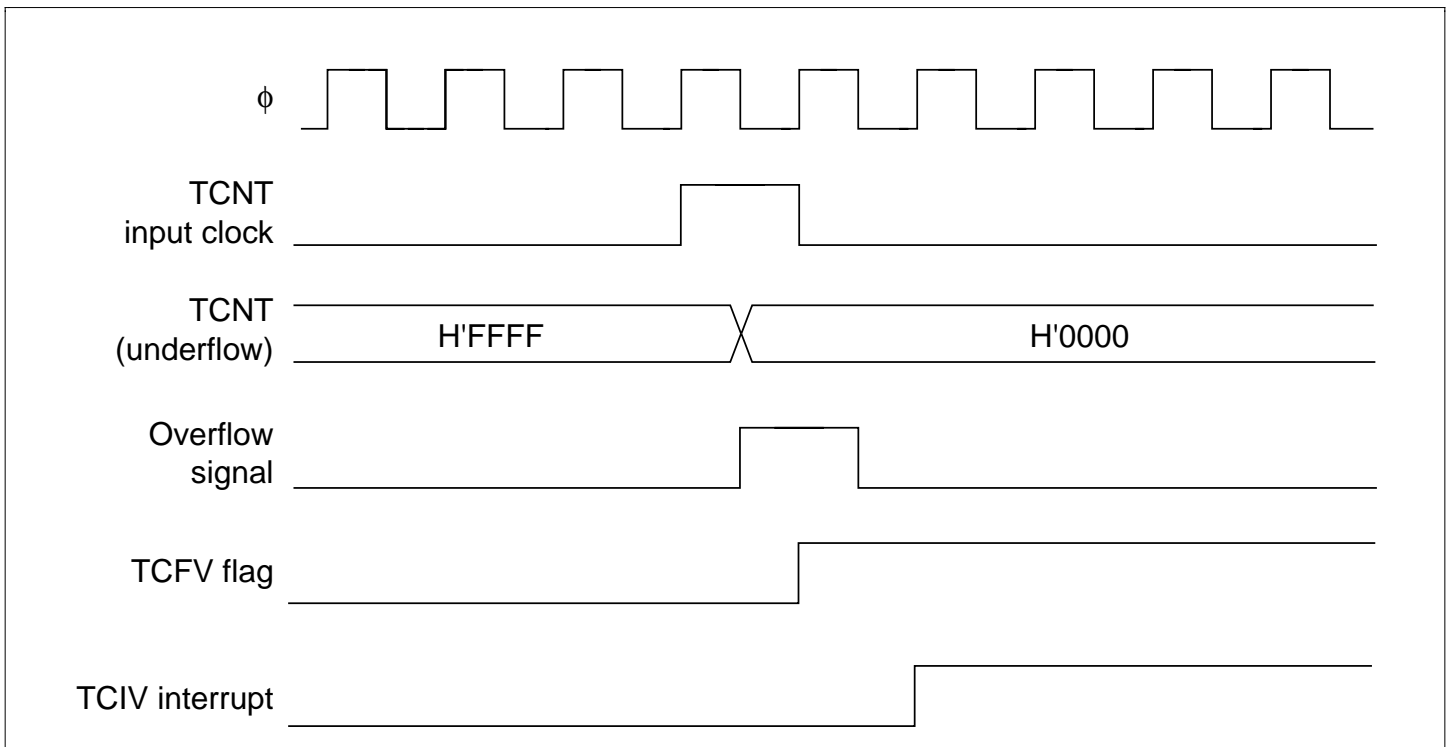 ϕ
TCNT
input clock
TCNT
(underflow)
H'FFFF
H'0000
Overflow
signal
TCFV flag
TCIV interrupt